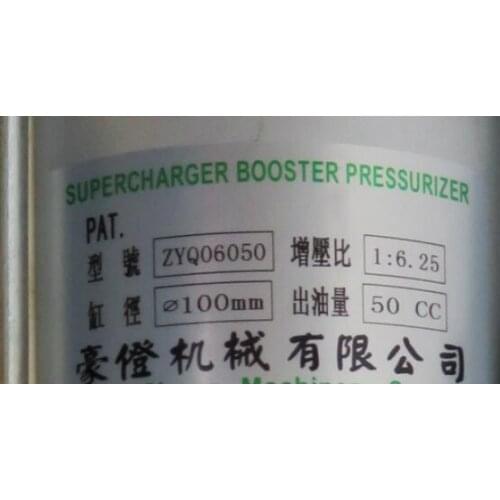 SUPERCHARGER BOOSTER PRESSURIZER
PAT.
型號 ZYQ06050 增壓比 1:6.25
缸徑 ⌀100mm 出油量 50 CC
豪燈机械有限公司